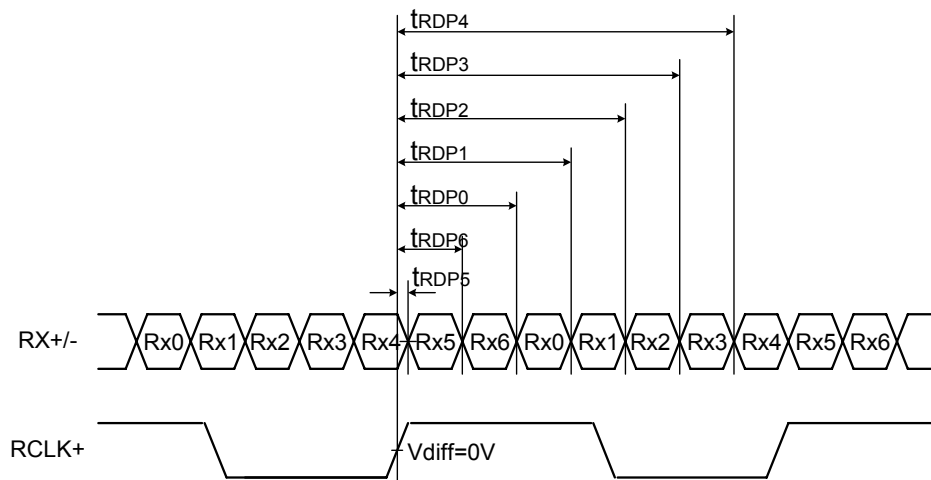 tRDP4
tRDP3
tRDP2
tRDP1
tRDP0
tRDP6
tRDP5
RX+/- Rx0 Rx1 Rx2 Rx3 Rx4 Rx5 Rx6 Rx0 Rx1 Rx2 Rx3 Rx4 Rx5 Rx6
RCLK+ Vdiff=0V